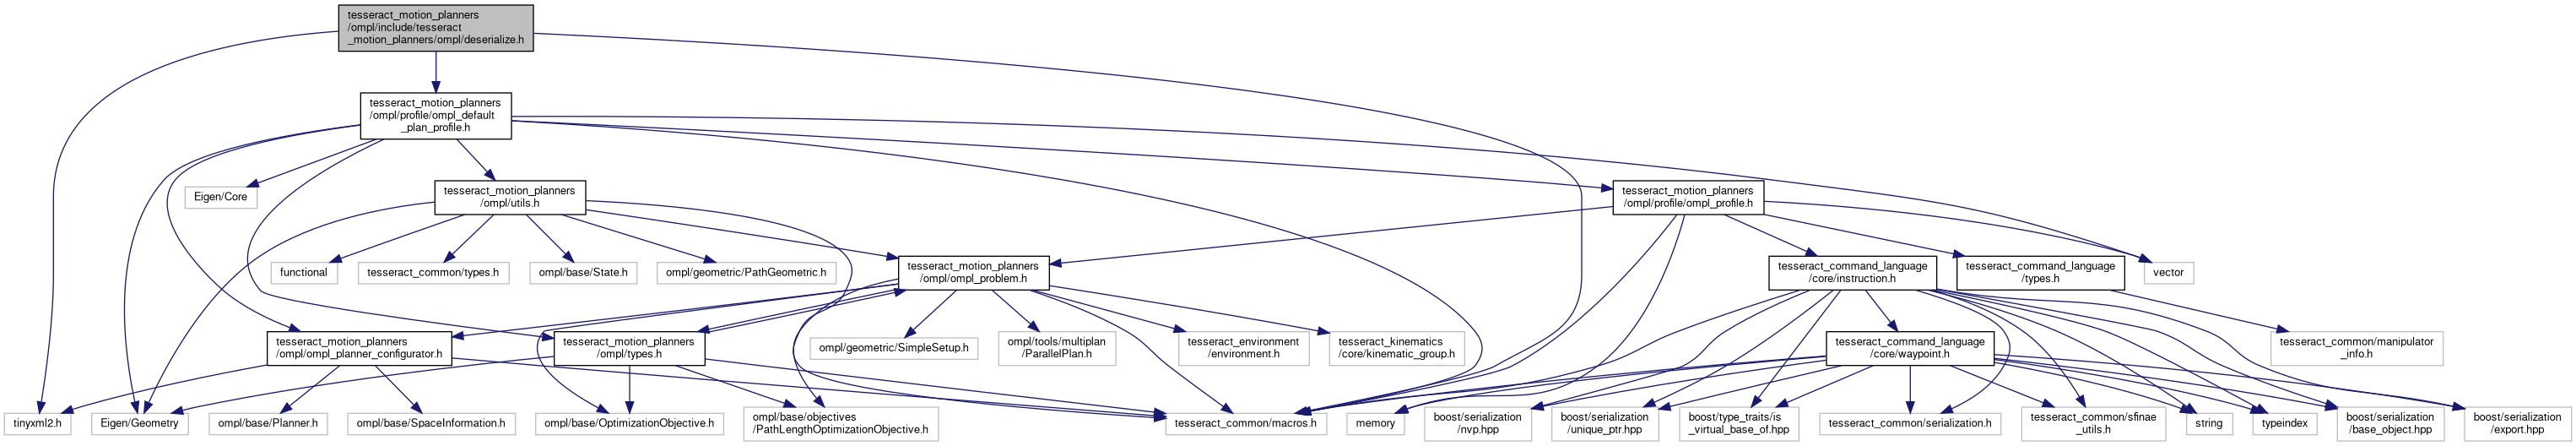 tesseract_motion_planners
/ompl/include/tesseract
_motion_planners/ompl/deserialize.h
tesseract_motion_planners
/ompl/profile/ompl_default
_plan_profile.h
Eigen/Core
tesseract_motion_planners
/ompl/utils.h
tesseract_motion_planners
/ompl/profile/ompl_profile.h
functional
tesseract_common/types.h
ompl/base/State.h
ompl/geometric/PathGeometric.h
tesseract_motion_planners
/ompl/ompl_problem.h
tesseract_command_language
/core/instruction.h
tesseract_command_language
/types.h
vector
tesseract_motion_planners
/ompl/ompl_planner_configurator.h
tesseract_motion_planners
/ompl/types.h
ompl/geometric/SimpleSetup.h
ompl/tools/multiplan
/ParallelPlan.h
tesseract_environment
/environment.h
tesseract_kinematics
/core/kinematic_group.h
tesseract_command_language
/core/waypoint.h
tesseract_common/manipulator
_info.h
tinyxml2.h
Eigen/Geometry
ompl/base/Planner.h
ompl/base/SpaceInformation.h
ompl/base/OptimizationObjective.h
ompl/base/objectives
/PathLengthOptimizationObjective.h
tesseract_common/macros.h
memory
boost/serialization
/nvp.hpp
boost/serialization
/unique_ptr.hpp
boost/type_traits/is
_virtual_base_of.hpp
tesseract_common/serialization.h
tesseract_common/sfinae
_utils.h
string
typeindex
boost/serialization
/base_object.hpp
boost/serialization
/export.hpp